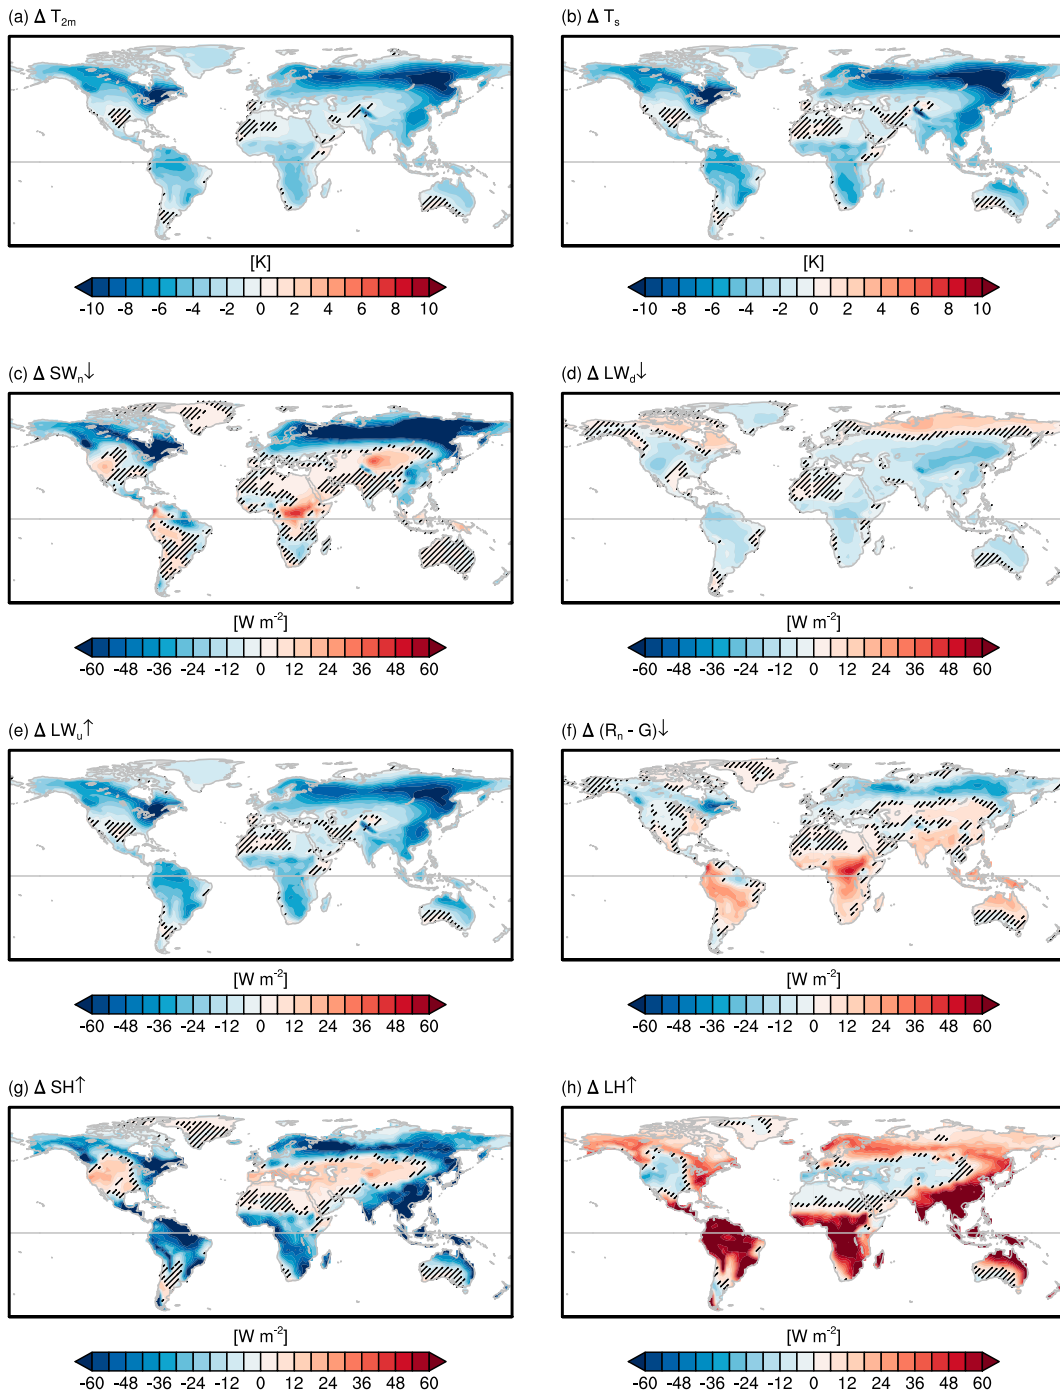 (a) Δ T2m
(b) Δ Ts
[K]
[K]
-10 -8 -6 -4 -2 0 2 4 6 8 10
-10 -8 -6 -4 -2 0 2 4 6 8 10
(c) Δ SWn↓
(d) Δ LWd↓
[W m-2]
[W m-2]
-60 -48 -36 -24 -12 0 12 24 36 48 60
-60 -48 -36 -24 -12 0 12 24 36 48 60
(e) Δ LWu↑
(f) Δ (Rn - G)↓
[W m-2]
[W m-2]
-60 -48 -36 -24 -12 0 12 24 36 48 60
-60 -48 -36 -24 -12 0 12 24 36 48 60
(g) Δ SH↑
(h) Δ LH↑
[W m-2]
[W m-2]
-60 -48 -36 -24 -12 0 12 24 36 48 60
-60 -48 -36 -24 -12 0 12 24 36 48 60